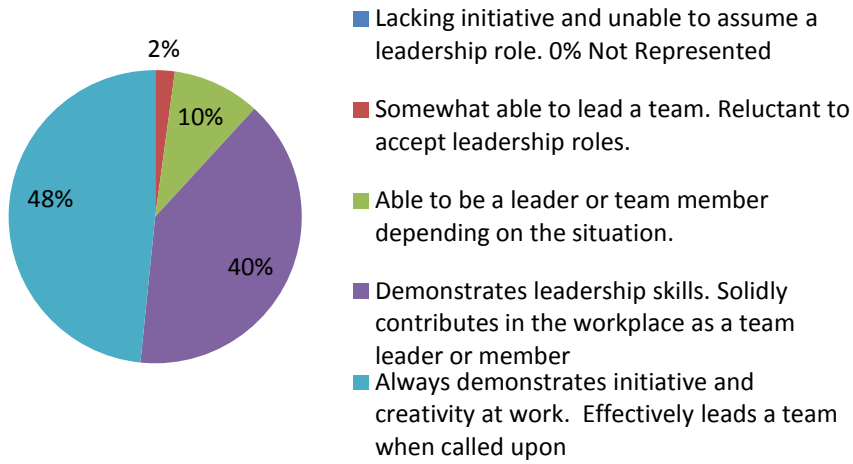 2%
10%
48%
40%
Lacking initiative and unable to assume a
leadership role. 0% Not Represented
Somewhat able to lead a team. Reluctant to
accept leadership roles.
Able to be a leader or team member
depending on the situation.
Demonstrates leadership skills. Solidly
contributes in the workplace as a team
leader or member
Always demonstrates initiative and
creativity at work.  Effectively leads a team
when called upon